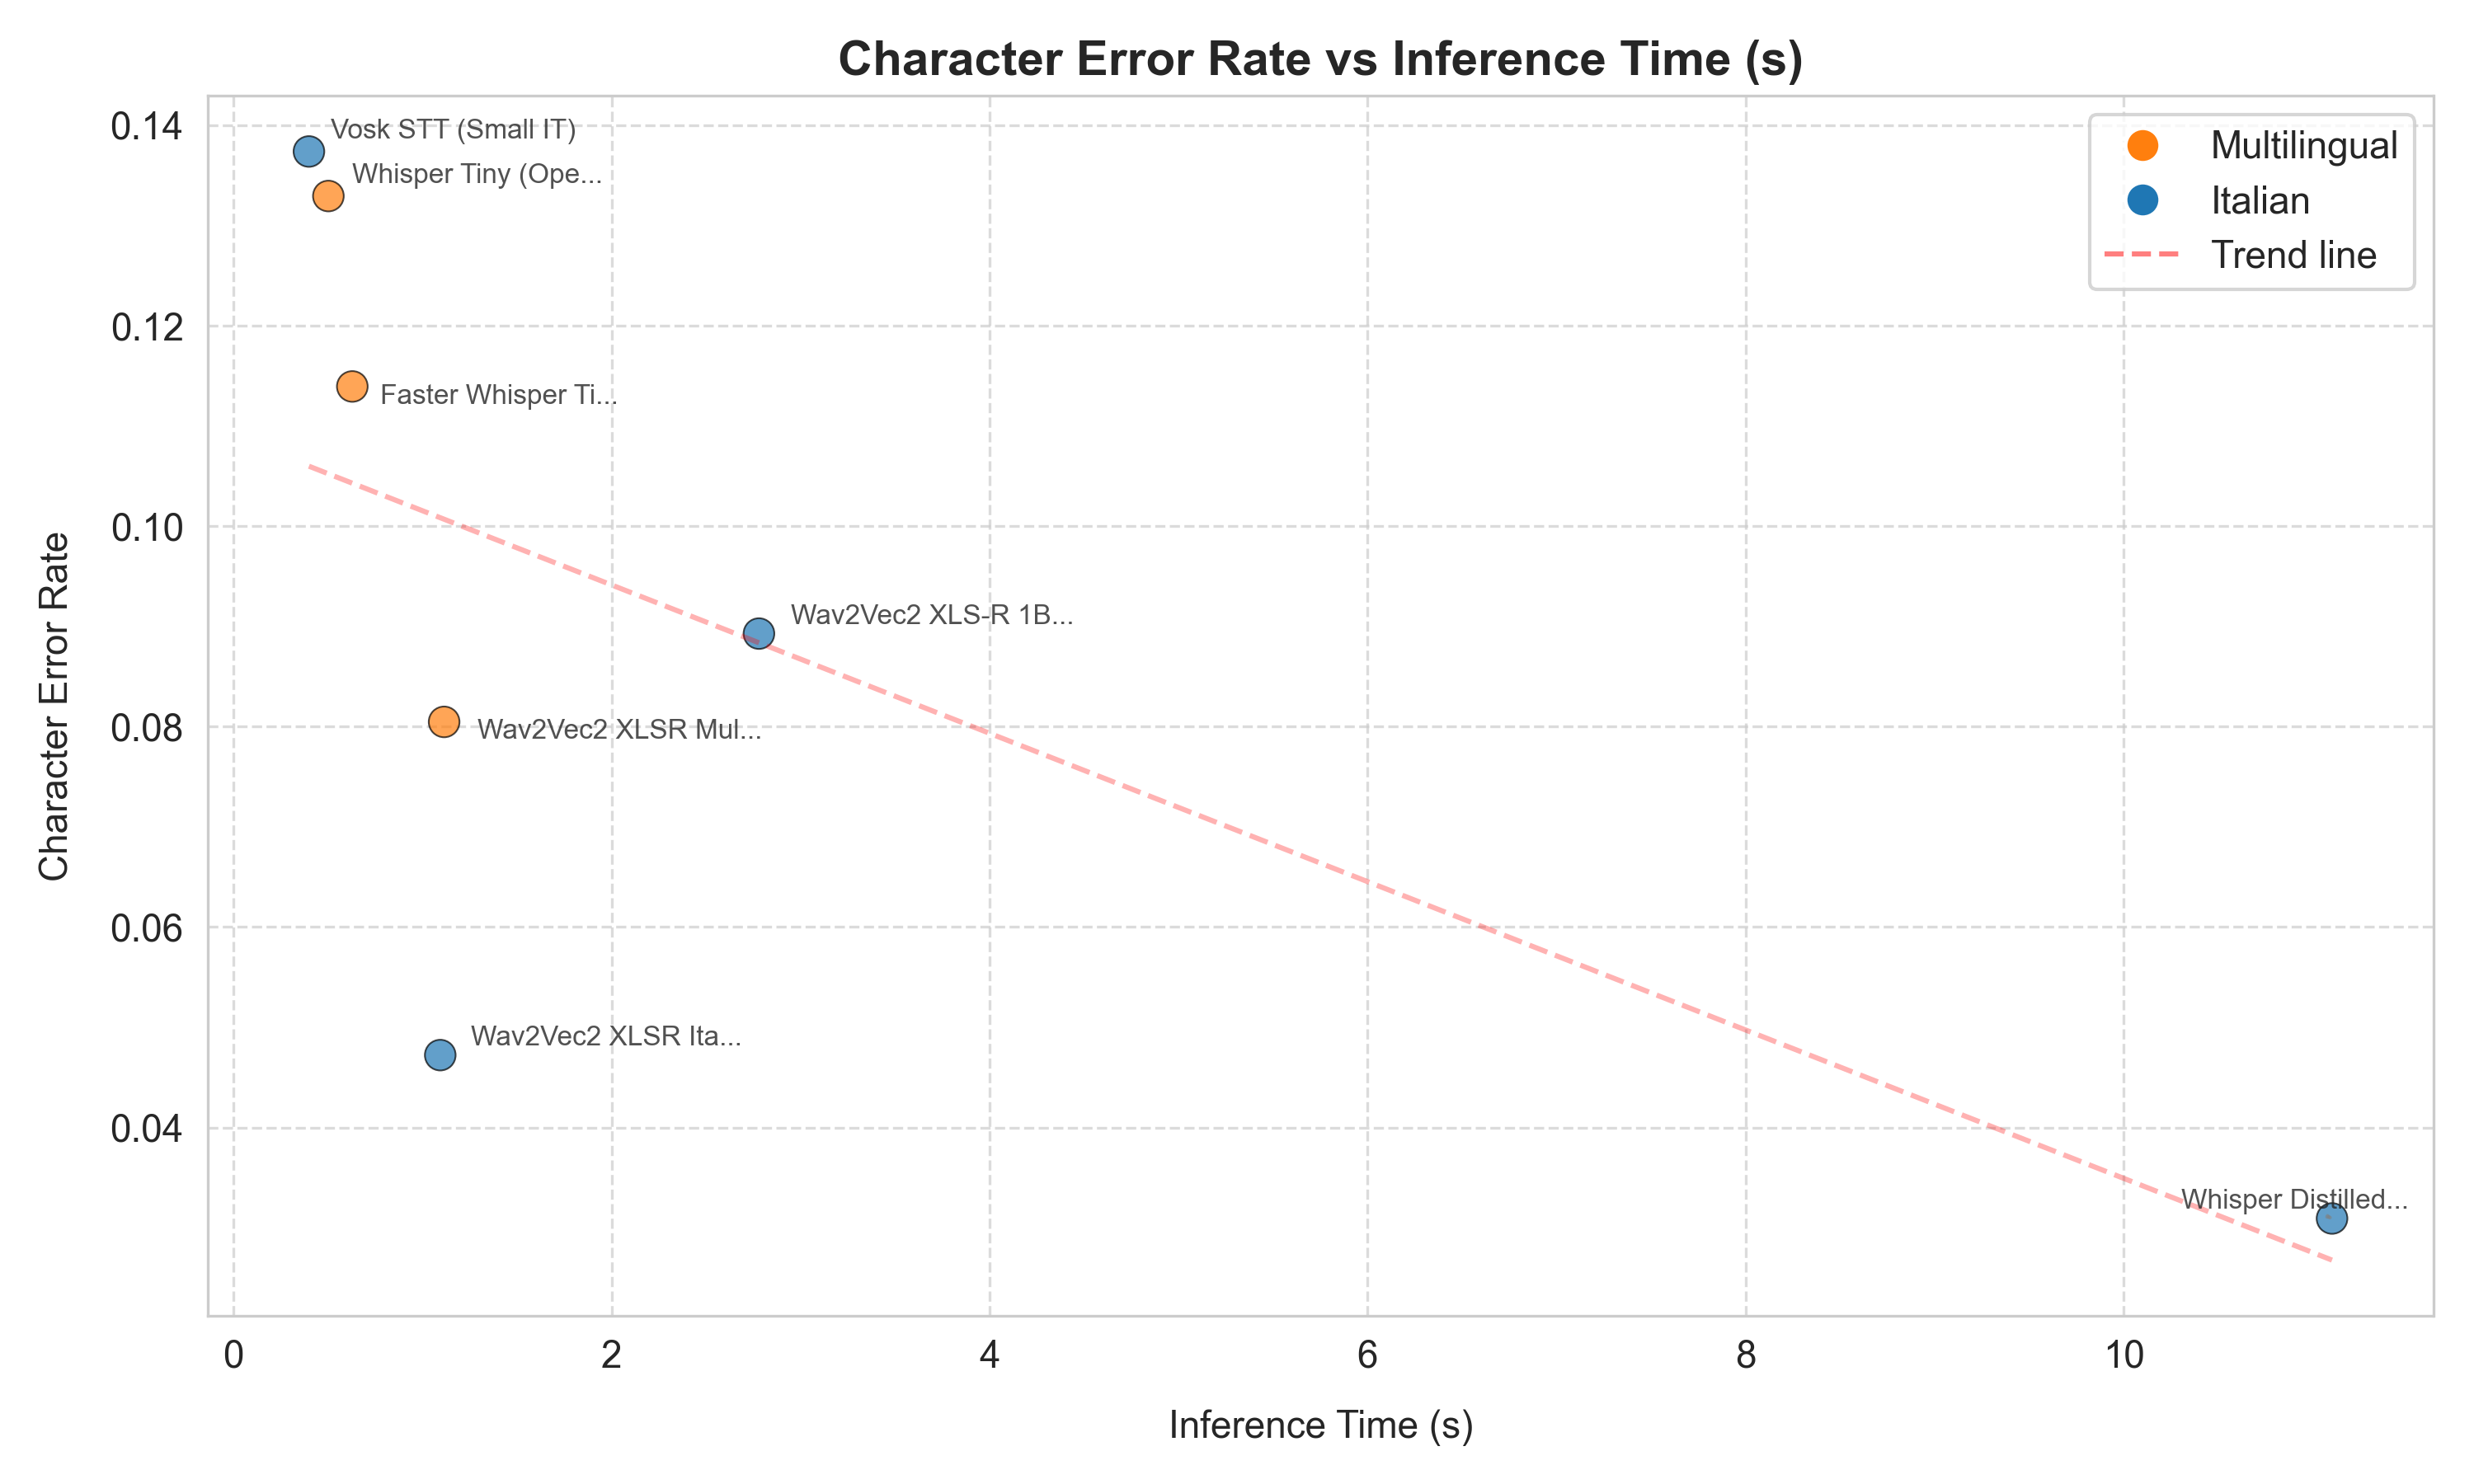 Character Error Rate vs Inference Time (s)
0.14
0.12
0.10
0.08
0.06
0.04
Character Error Rate
Vosk STT (Small IT)
Whisper Tiny (Ope...
Faster Whisper Ti...
Wav2Vec2 XLS-R 1B...
Wav2Vec2 XLSR Mul...
Wav2Vec2 XLSR Ita...
Whisper Distilled...
Multilingual
Italian
Trend line
0 2 4 6 8 10
Inference Time (s)